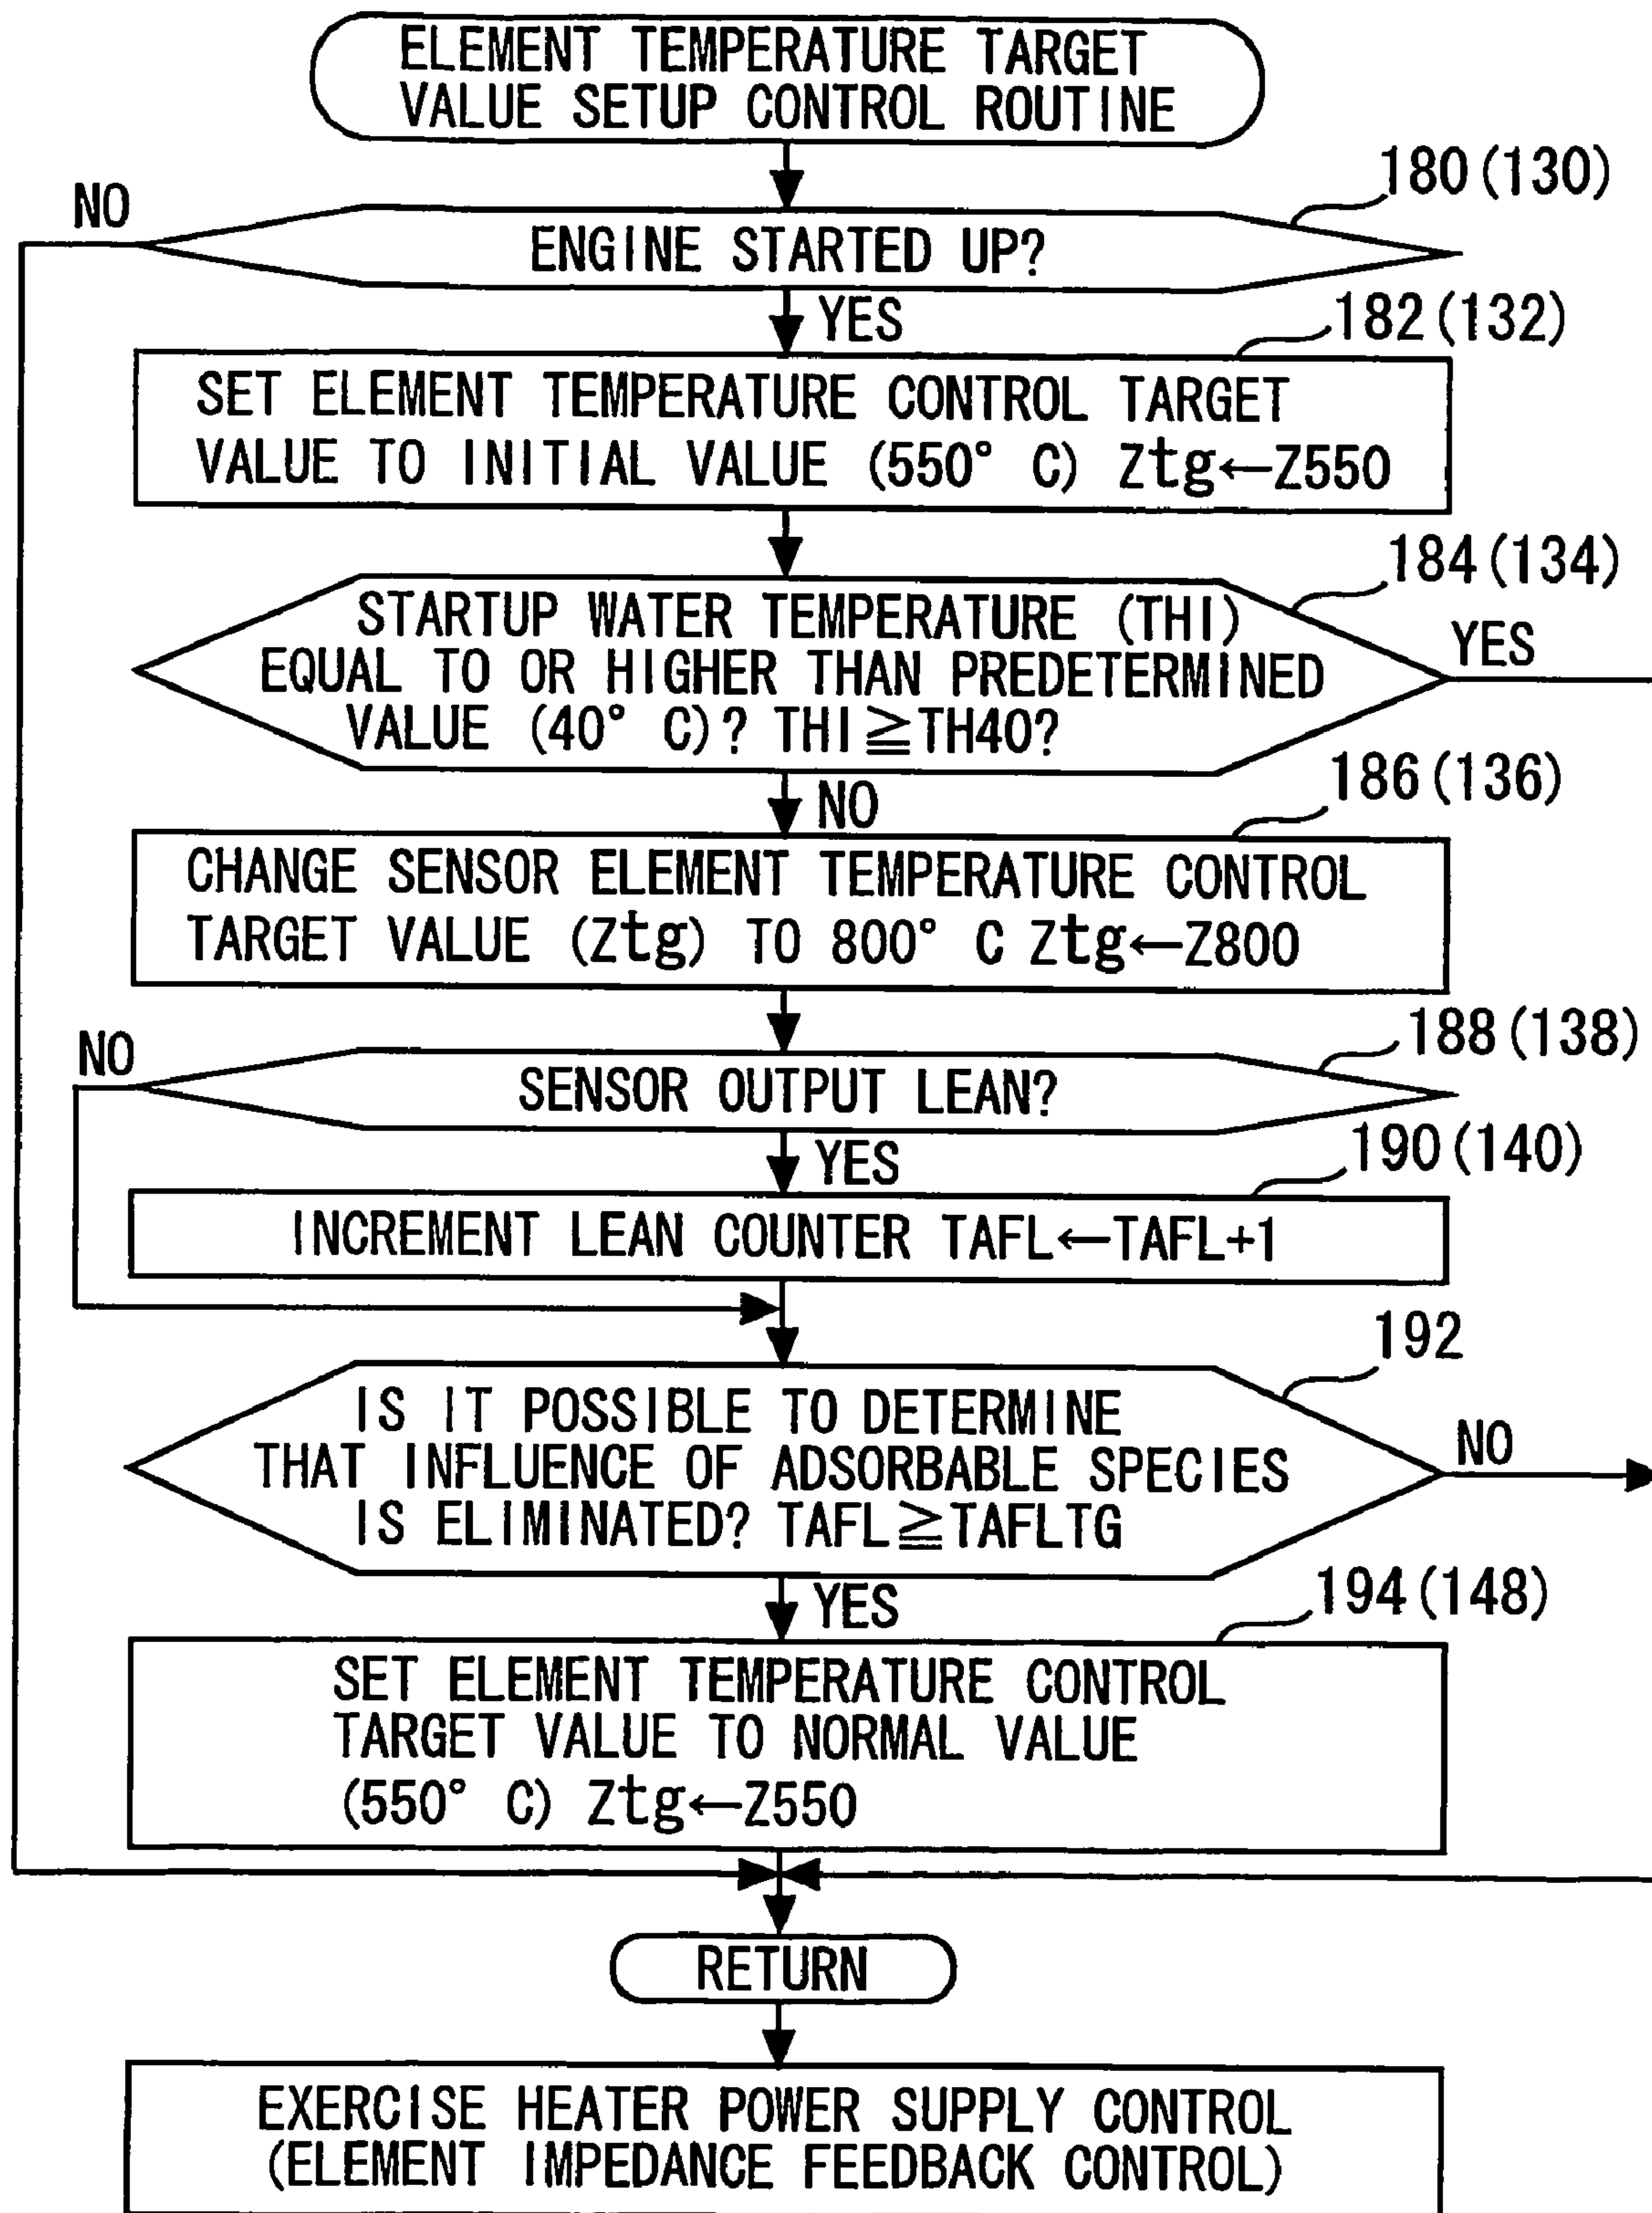 ELEMENT TEMPERATURE TARGET
VALUE SETUP CONTROL ROUTINE
180(130)
NO
ENGINE STARTED UP?
YES
182(132)
SET ELEMENT TEMPERATURE CONTROL TARGET
VALUE TO INITIAL VALUE (550° C) Ztg←Z550
184(134)
STARTUP WATER TEMPERATURE (THI)
EQUAL TO OR HIGHER THAN PREDETERMINED
VALUE (40° C)? THI≧TH40?
YES
NO
186(136)
CHANGE SENSOR ELEMENT TEMPERATURE CONTROL
TARGET VALUE (Ztg) TO 800° C Ztg←Z800
188(138)
NO
SENSOR OUTPUT LEAN?
YES
190(140)
INCREMENT LEAN COUNTER TAFL←TAFL+1
192
IS IT POSSIBLE TO DETERMINE
THAT INFLUENCE OF ADSORBABLE SPECIES
IS ELIMINATED? TAFL≧TAFLTG
NO
YES
194(148)
SET ELEMENT TEMPERATURE CONTROL
TARGET VALUE TO NORMAL VALUE
(550° C) Ztg←Z550
RETURN
EXERCISE HEATER POWER SUPPLY CONTROL
(ELEMENT IMPEDANCE FEEDBACK CONTROL)